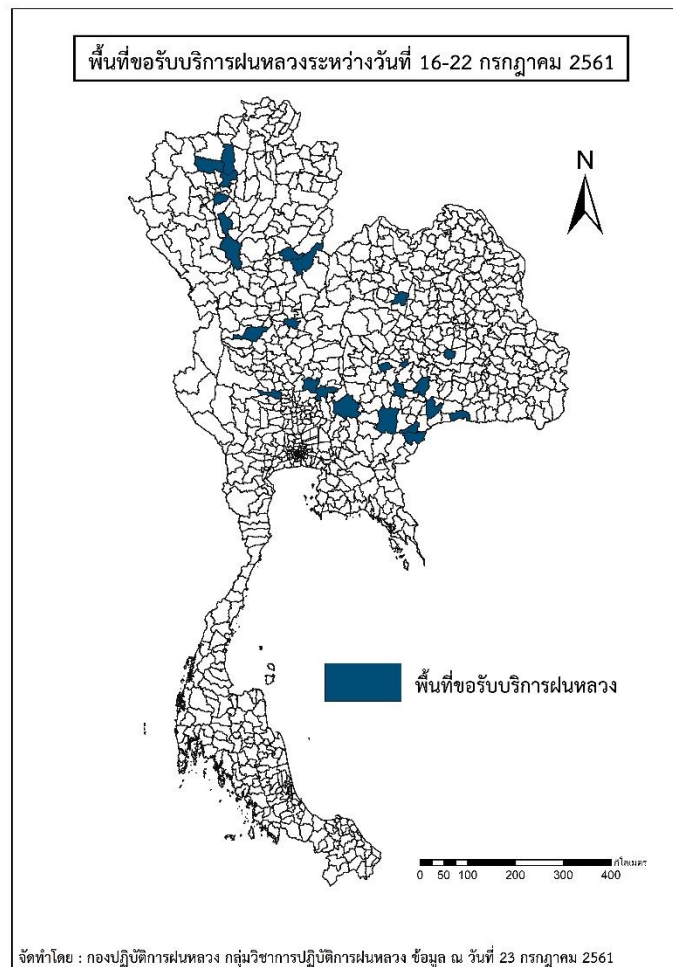 พื้นที่ขอรับบริการฝนหลวงระหว่างวันที่ 16-22 กรกฎาคม 2561
N
พื้นที่ขอรับบริการฝนหลวง
กิโลเมตร
0 50 100 200 300 400
จัดทำโดย : กองปฏิบัติการฝนหลวง กลุ่มวิชาการปฏิบัติการฝนหลวง ข้อมูล ณ วันที่ 23 กรกฎาคม 2561